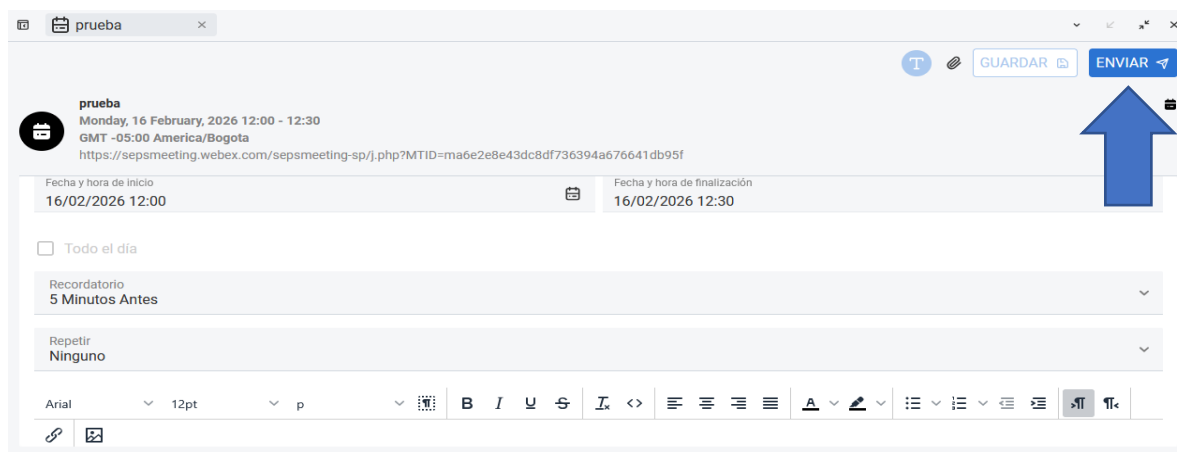 prueba
T GUARDAR ENVIAR
prueba
Monday, 16 February, 2026 12:00 - 12:30
GMT -05:00 America/Bogota
https://sepsmeeting.webex.com/sepsmeeting-sp/j.php?MTID=ma6e2e8e43dc8df736394a676641db95f
Fecha y hora de inicio
16/02/2026 12:00
Fecha y hora de finalización
16/02/2026 12:30
Todo el día
Recordatorio
5 Minutos Antes
Repetir
Ninguno
Arial 12pt p B I U S A